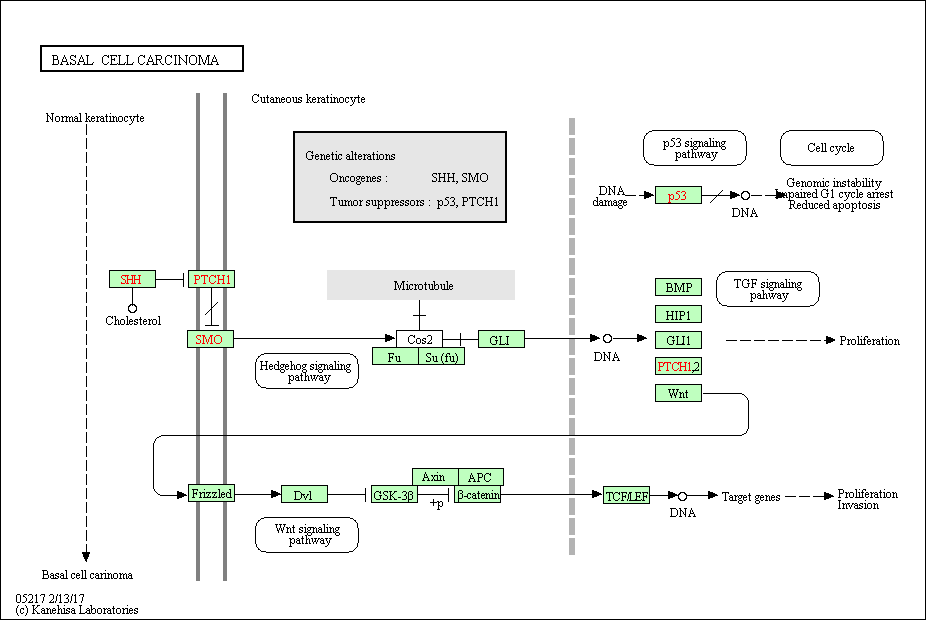 BASAL CELL CARCINOMA
Cutaneous keratinocyte
Normal keratinocyte
Genetic alterations
Oncogenes : SHH, SMO
Tumor suppressors : p53, PTCH1
p53 signaling
pathway
Cell cycle
DNA
damage
p53
DNA
Genomic instability
Impaired G1 cycle arrest
Reduced apoptosis
SHH
PTCH1
Cholesterol
SMO
Microtubule
Cos2
Fu
Su (fu)
GLI
Hedgehog signaling
pathway
DNA
BMP
HIP1
GLI1
PTCH1,2
Wnt
TGF signaling
pahway
Proliferation
Frizzled
Dvl
Axin
APC
GSK-3β
β-catenin
+p
Wnt signaling
pathway
TCF/LEF
DNA
Target genes
Proliferation
Invasion
Basal cell carinoma
05217 2/13/17
(c) Kanehisa Laboratories